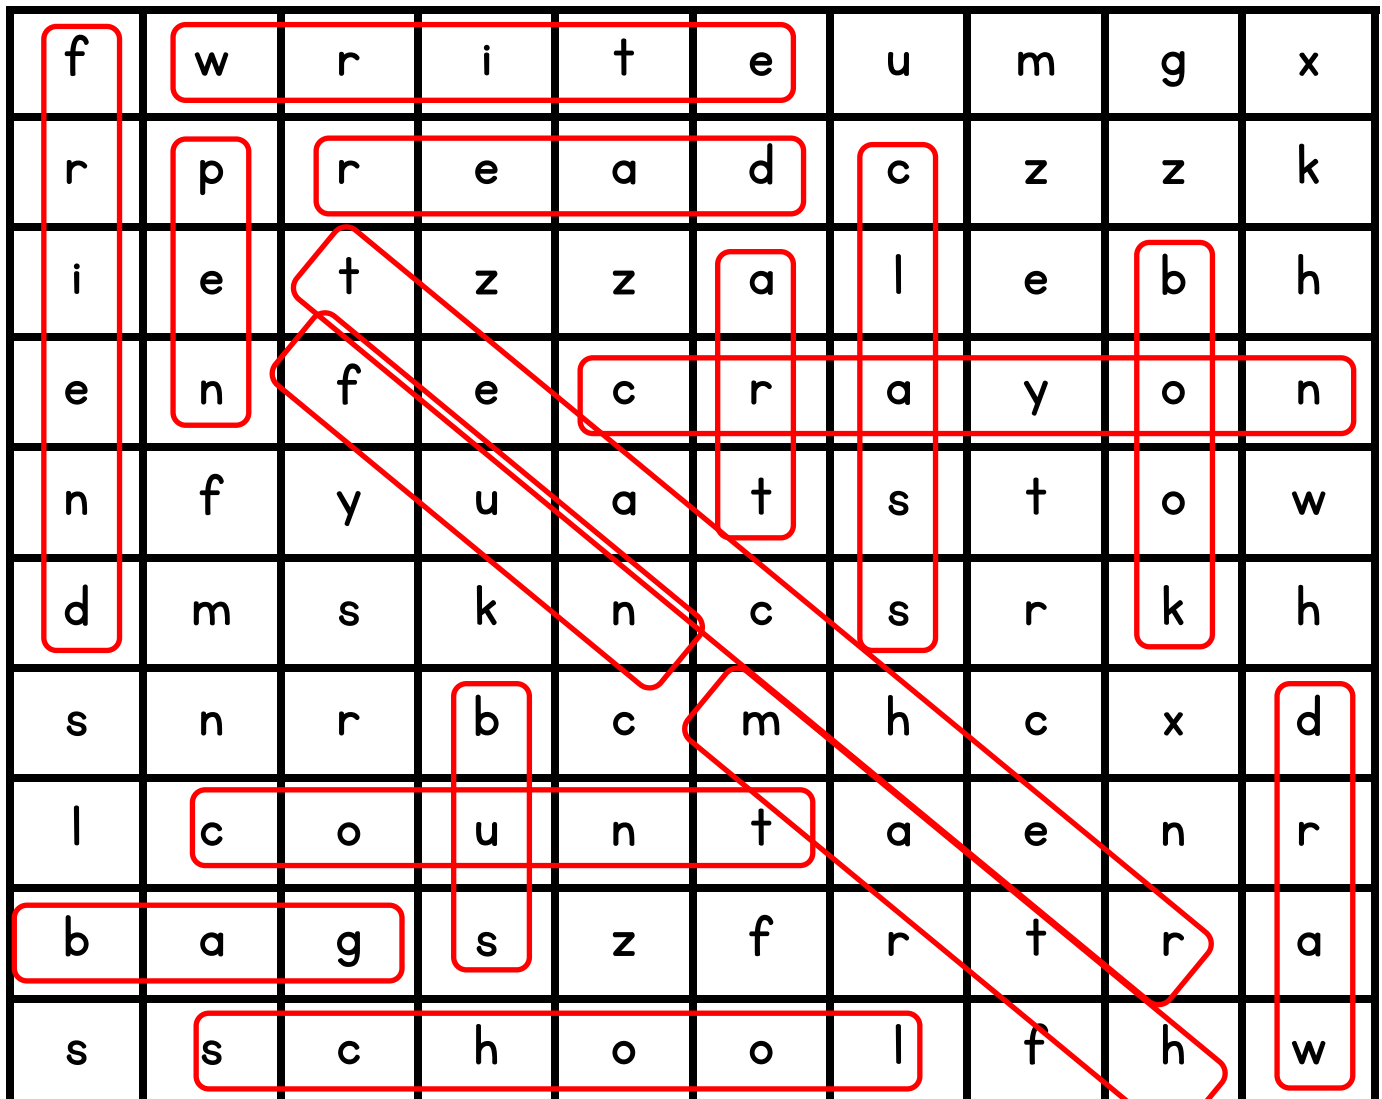 f w r i t e u m g x
r p r e a d c z z k
i e t z z a l e b h
e n f e c r a y o n
n f y u a t s t o w
d m s k n c s r k h
s n r b c m h c x d
l c o u n t a e n r
b a g s z f r t r a
s s c h o o l f h w